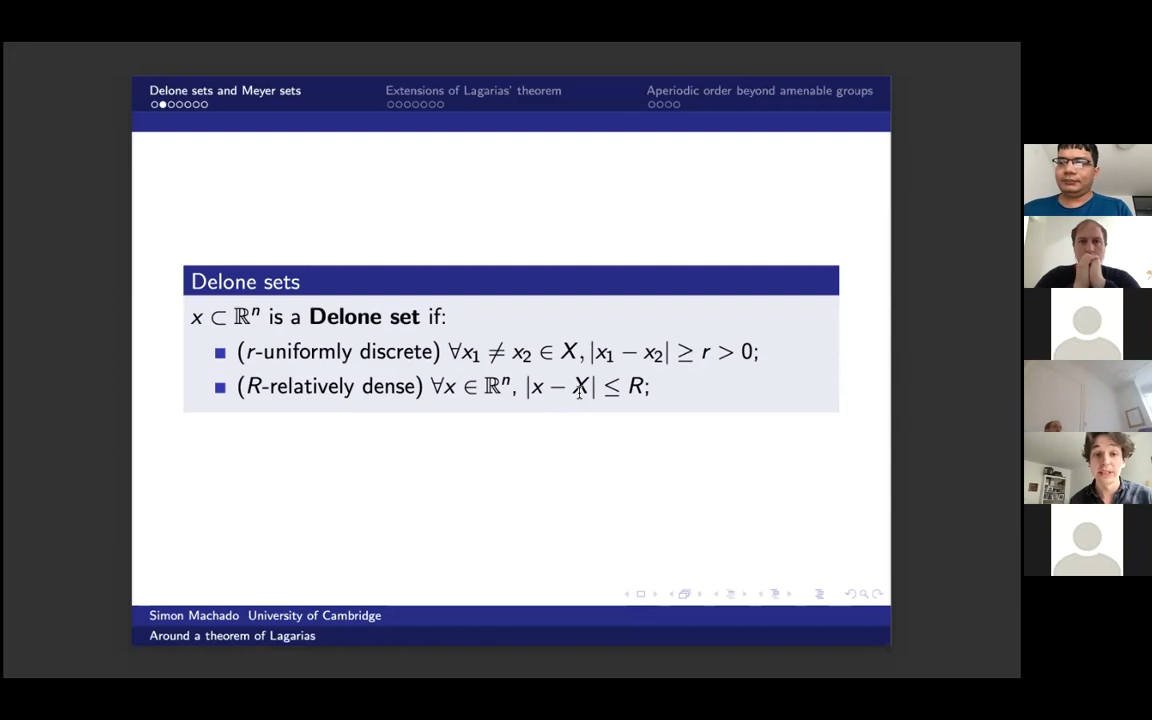 Delone sets and Meyer sets
Extensions of Lagarias' theorem
Aperiodic order beyond amenable groups
Delone sets
x ⊂ ℝⁿ is a Delone set if:
(r-uniformly discrete) ∀x₁ ≠ x₂ ∈ X, |x₁ − x₂| ≥ r > 0;
(R-relatively dense) ∀x ∈ ℝⁿ, |x − X| ≤ R;
Simon Machado University of Cambridge
Around a theorem of Lagarias